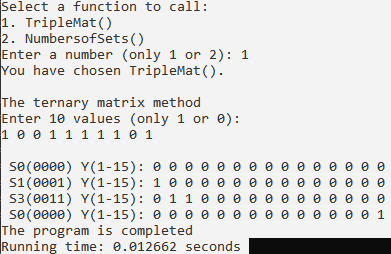 Select a function to call:
1. TripleMat()
2. NumbersofSets()
Enter a number (only 1 or 2): 1
You have chosen TripleMat().
The ternary matrix method
Enter 10 values (only 1 or 0):
1 0 0 1 1 1 1 1 0 1
S0(0000) Y(1-15): 0 0 0 0 0 0 0 0 0 0 0 0 0 0 0
S1(0001) Y(1-15): 1 0 0 0 0 0 0 0 0 0 0 0 0 0 0
S3(0011) Y(1-15): 0 1 1 0 0 0 0 0 0 0 0 0 0 0 0
S0(0000) Y(1-15): 0 0 0 0 0 0 0 0 0 0 0 0 0 0 1
The program is completed
Running time: 0.012662 seconds